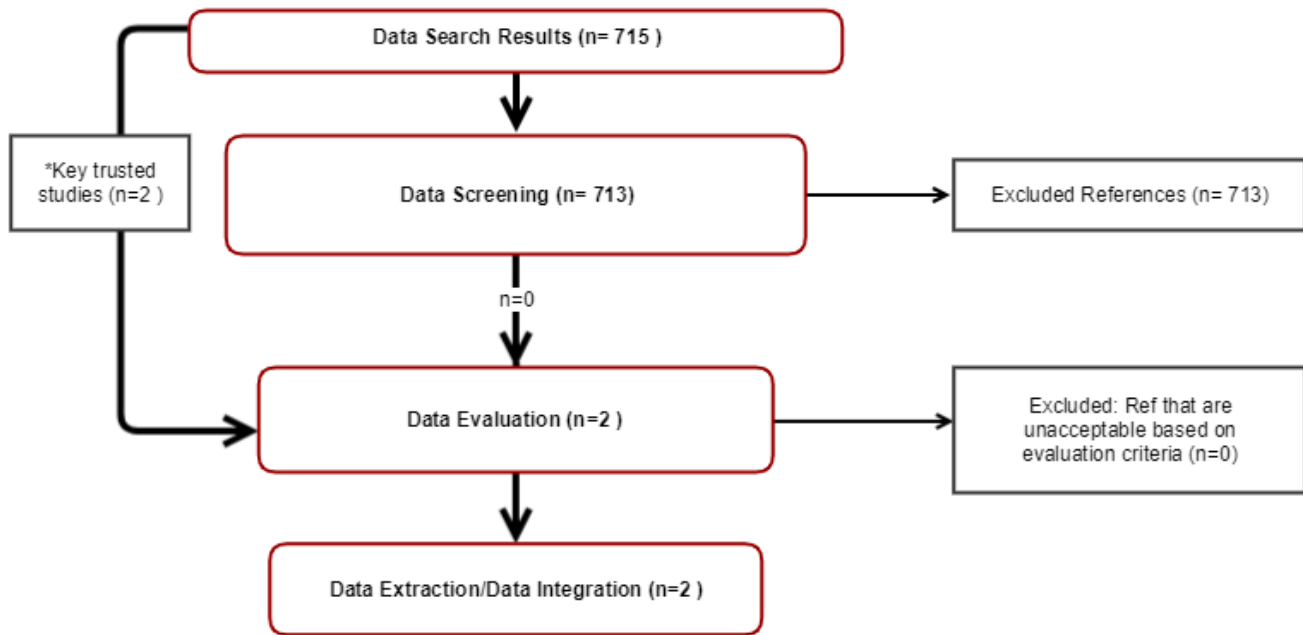 Data Search Results (n= 715 )
*Key trusted
studies (n=2 )
Data Screening (n= 713)
Excluded References (n= 713)
n=0
Data Evaluation (n=2 )
Excluded: Ref that are
unacceptable based on
evaluation criteria (n=0)
Data Extraction/Data Integration (n=2 )